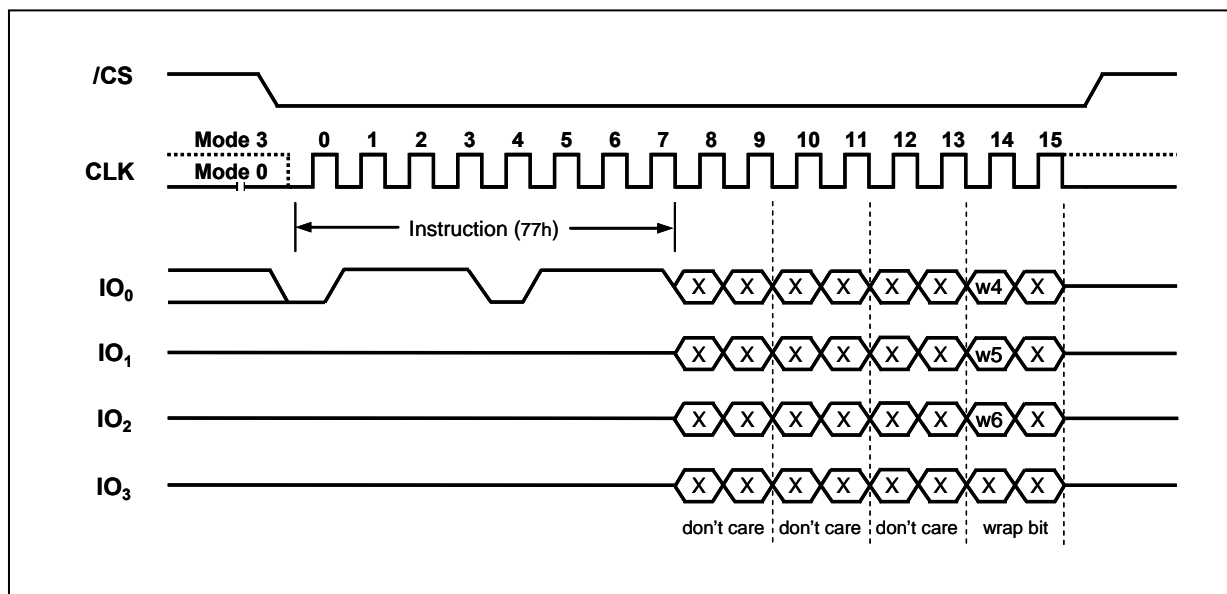 /CS
Mode 3 0 1 2 3 4 5 6 7 8 9 10 11 12 13 14 15
CLK Mode 0
Instruction (77h)
IO₀ X X X X X X w4 X
IO₁ X X X X X X w5 X
IO₂ X X X X X X w6 X
IO₃ X X X X X X X X
don't care don't care don't care wrap bit